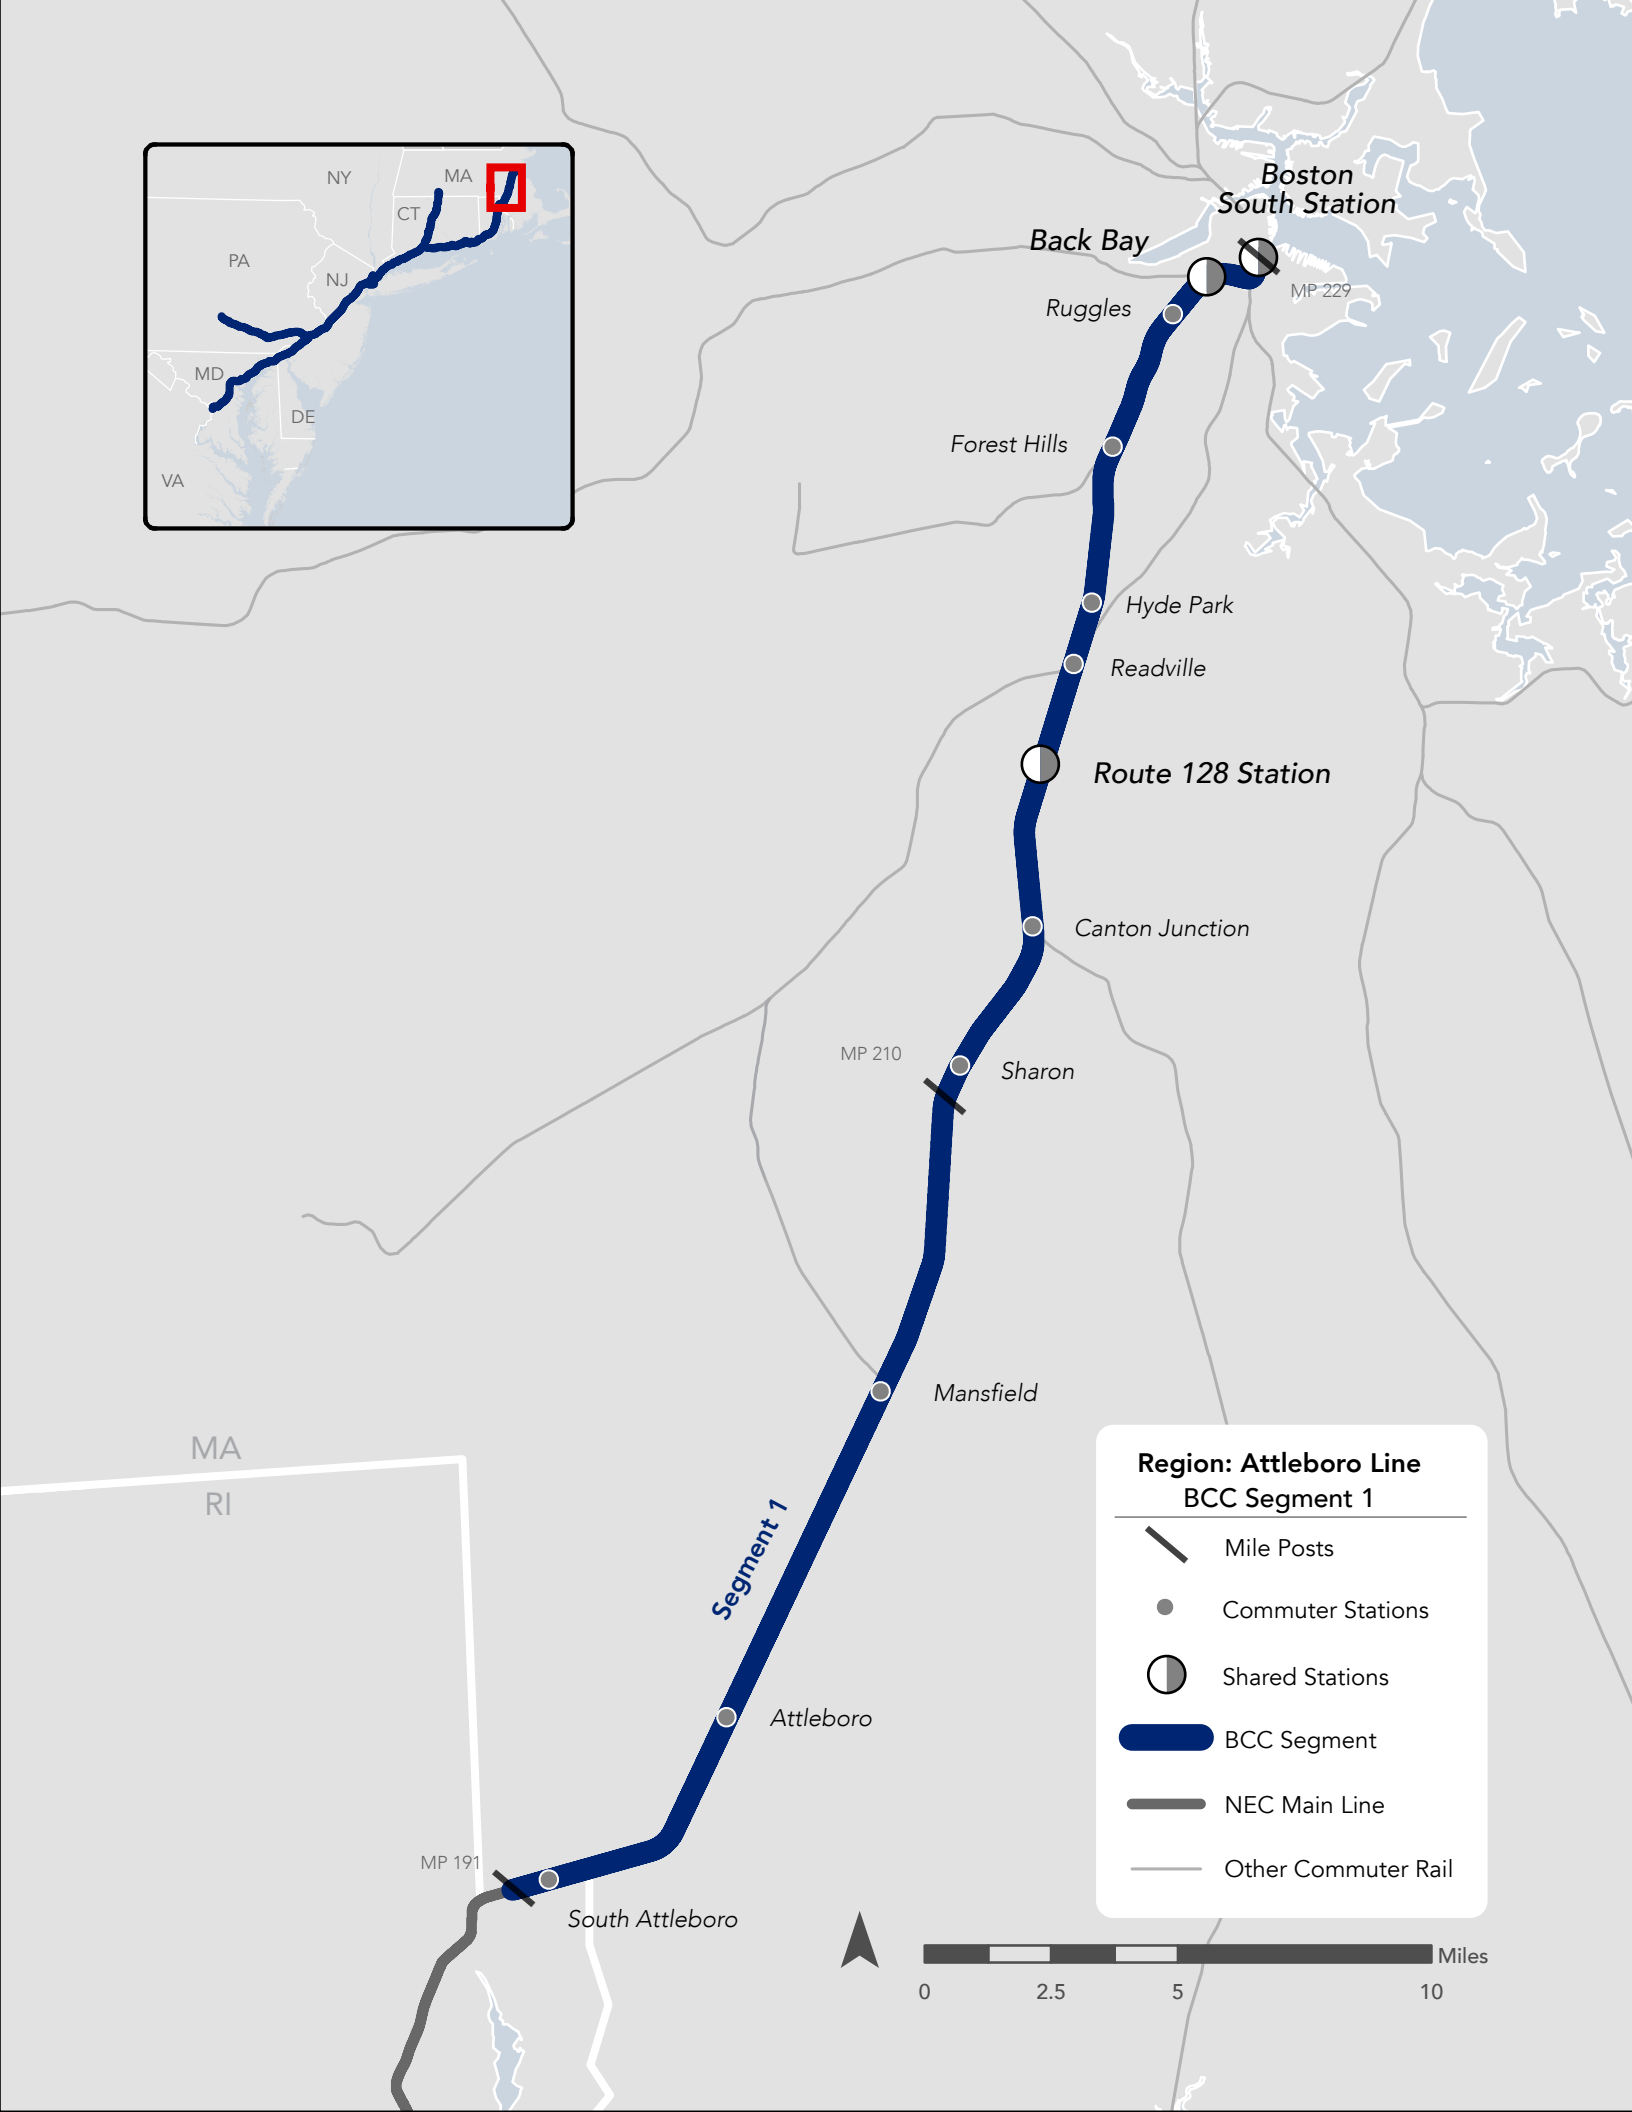 NY
MA
CT
PA
NJ
MD
DE
VA
Boston
South Station
Back Bay
MP 229
Ruggles
Forest Hills
Hyde Park
Readville
Route 128 Station
Canton Junction
MP 210
Sharon
Mansfield
MA
RI
Segment 1
Attleboro
MP 191
South Attleboro
Region: Attleboro Line
BCC Segment 1
Mile Posts
Commuter Stations
Shared Stations
BCC Segment
NEC Main Line
Other Commuter Rail
Miles
0 2.5 5 10